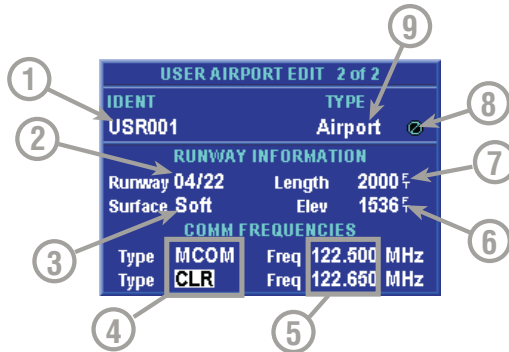 USER AIRPORT EDIT 2 of 2
IDENT TYPE
USR001 Airport
RUNWAY INFORMATION
Runway 04/22 Length 2000 FT
Surface Soft Elev 1536 FT
COMM FREQUENCIES
Type MCOM Freq 122.500 MHz
Type CLR Freq 122.650 MHz
1
2
3
4
5
6
7
8
9